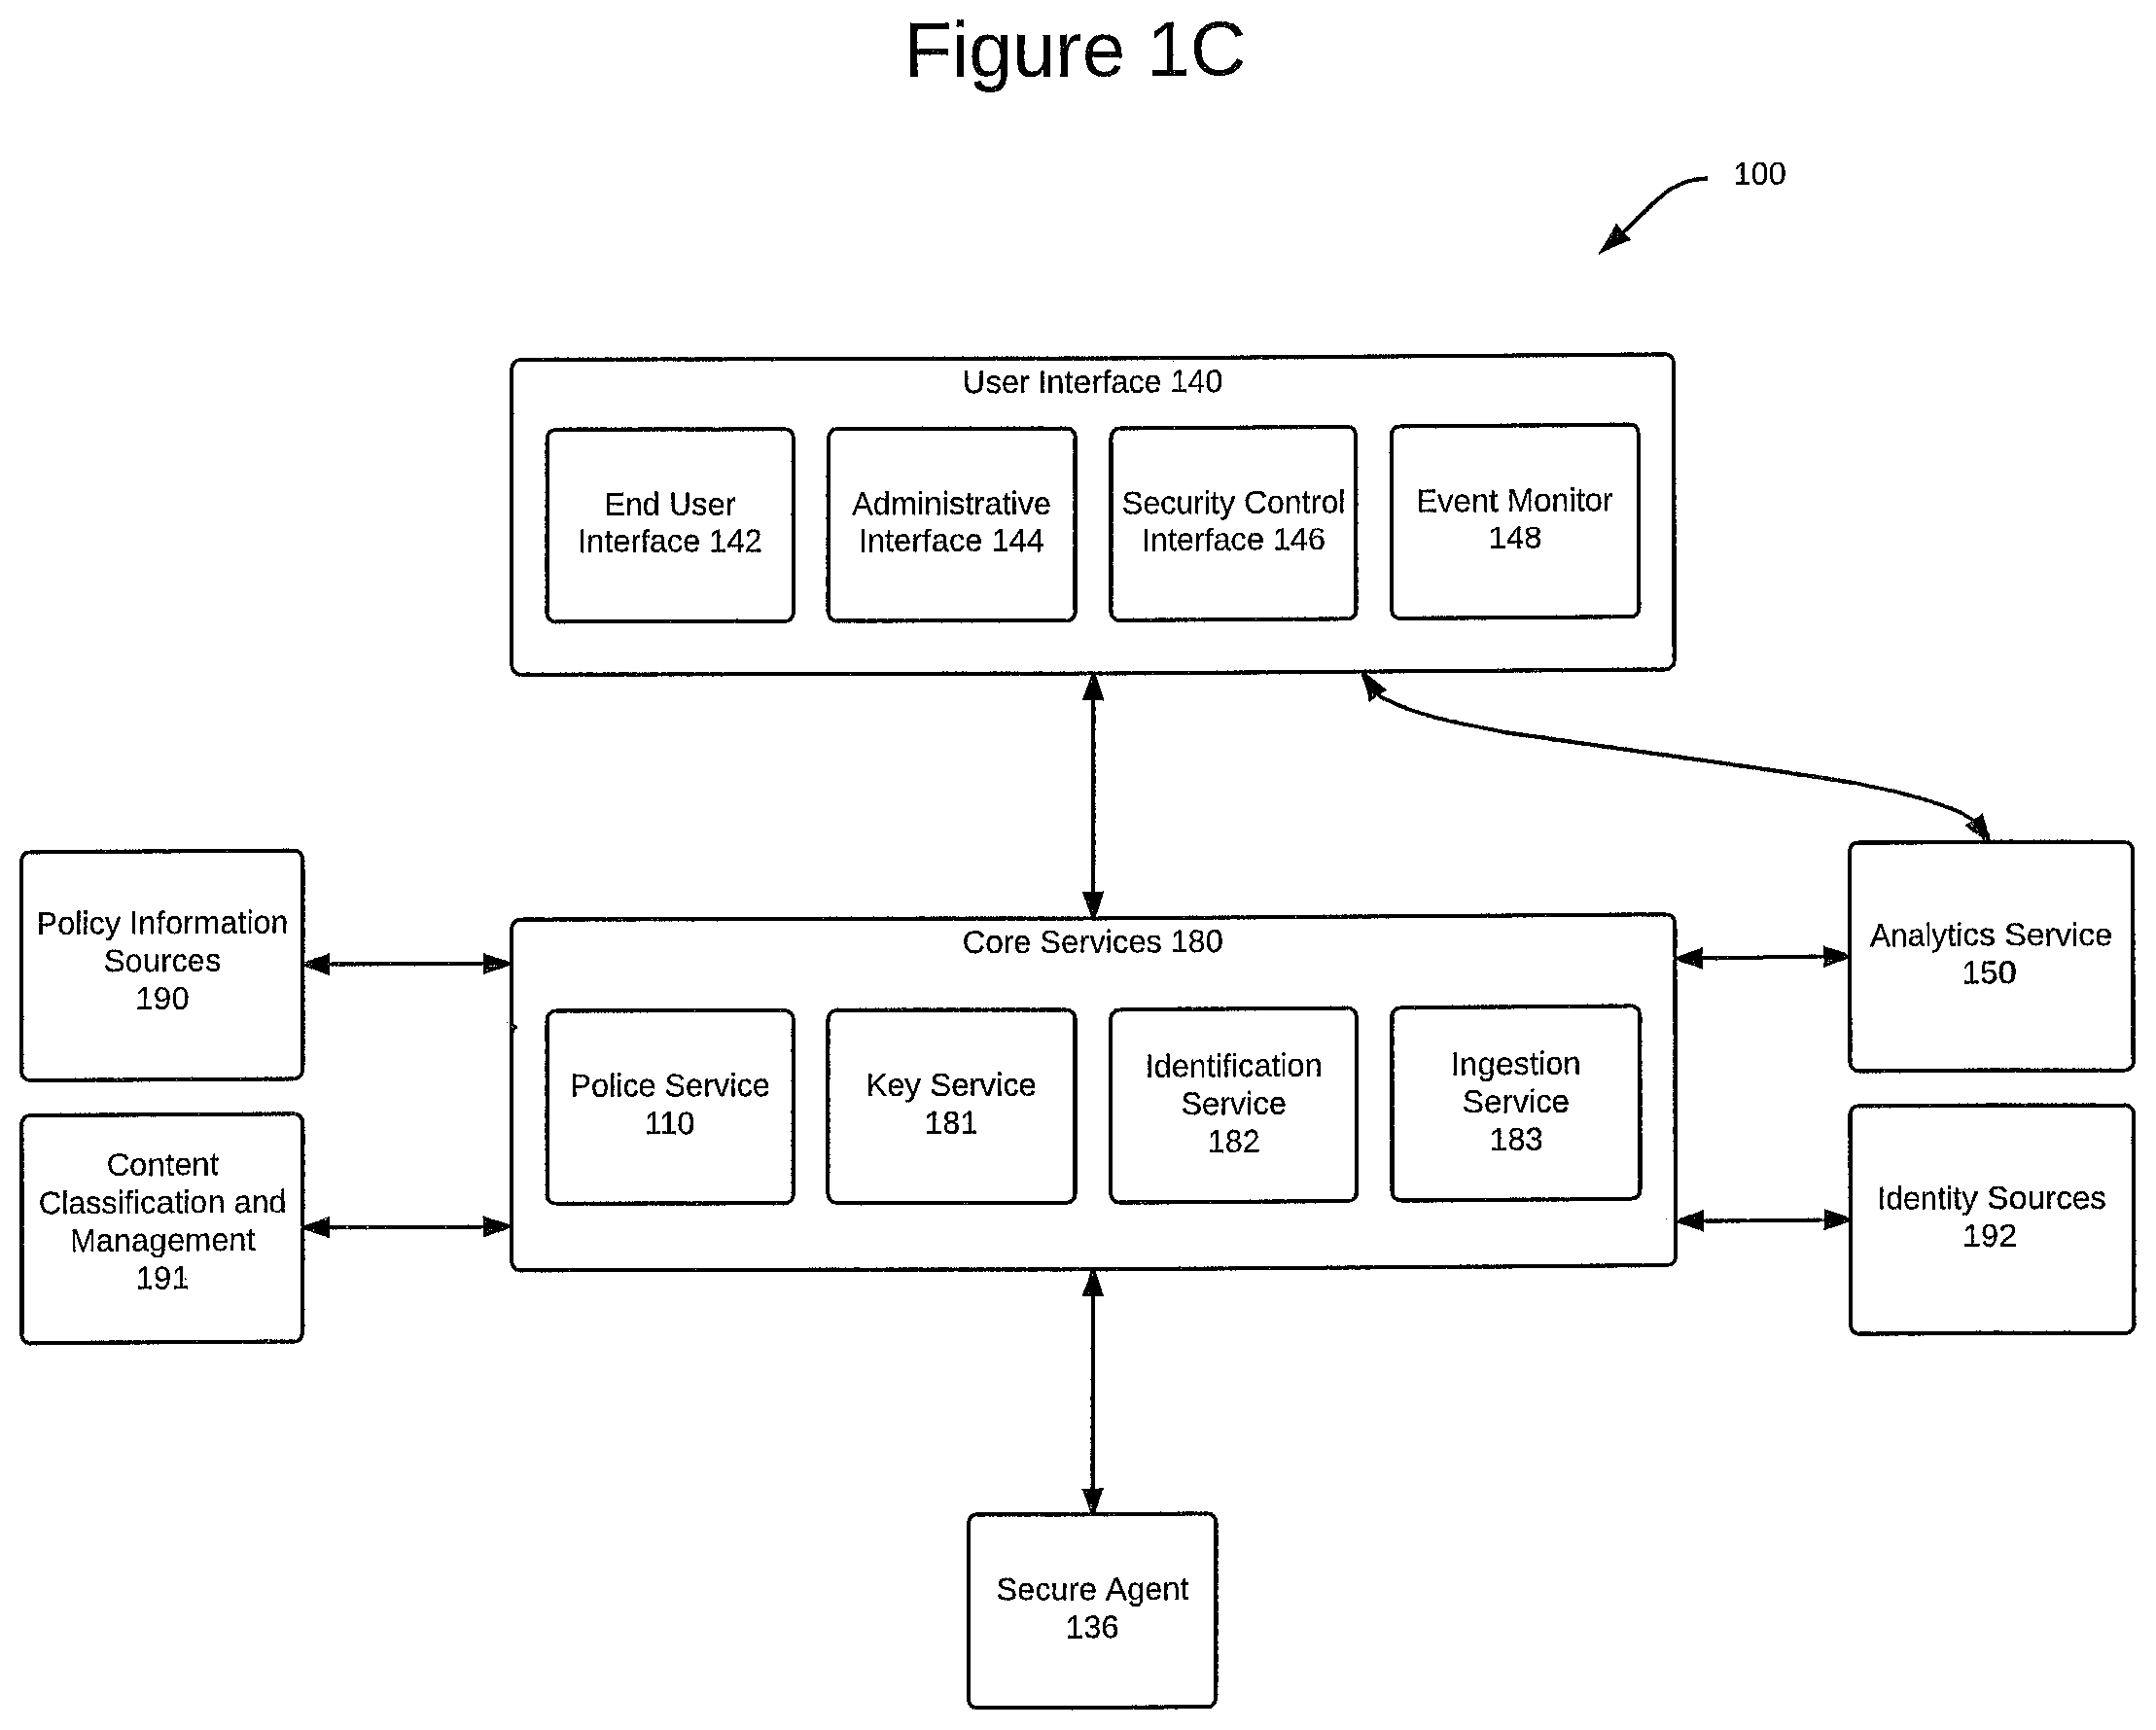 Figure 1C
100
User Interface 140
End User
Interface 142
Administrative
Interface 144
Security Control
Interface 146
Event Monitor
148
Policy Information
Sources
190
Core Services 180
Analytics Service
150
Police Service
110
Key Service
181
Identification
Service
182
Ingestion
Service
183
Content
Classification and
Management
191
Identity Sources
192
Secure Agent
136